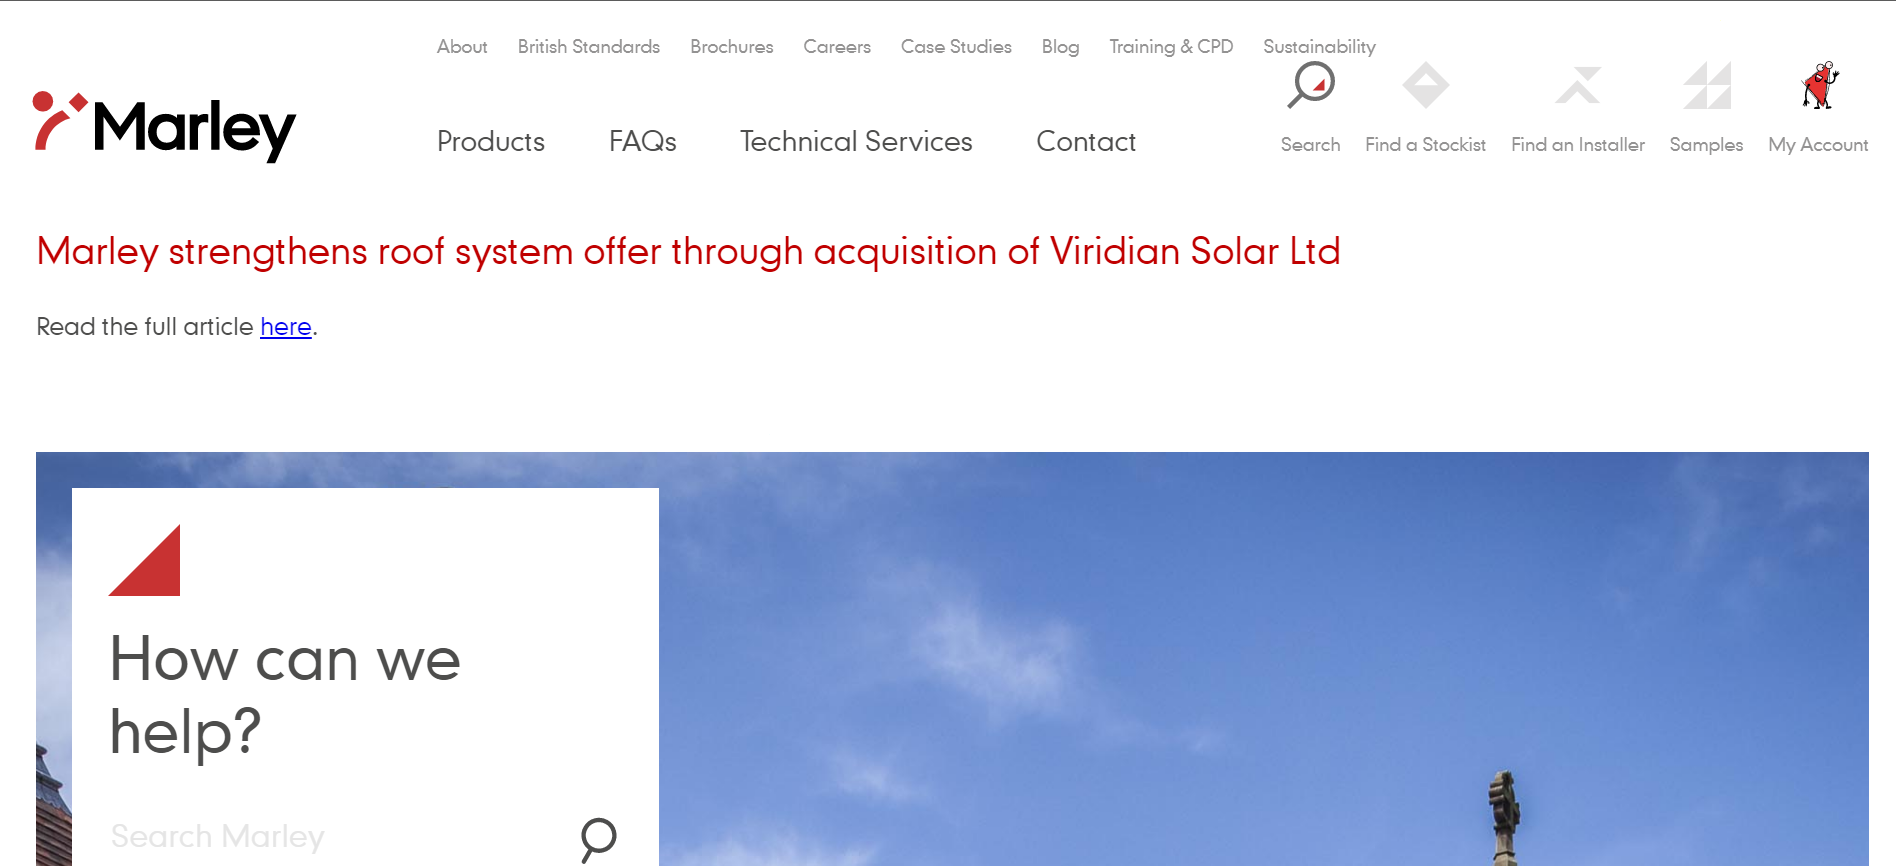 About British Standards Brochures Careers Case Studies Blog Training & CPD Sustainability
Marley
Products FAQs Technical Services Contact
Search Find a Stockist Find an Installer Samples My Account
Marley strengthens roof system offer through acquisition of Viridian Solar Ltd
Read the full article here.
How can we
help?
Search Marley